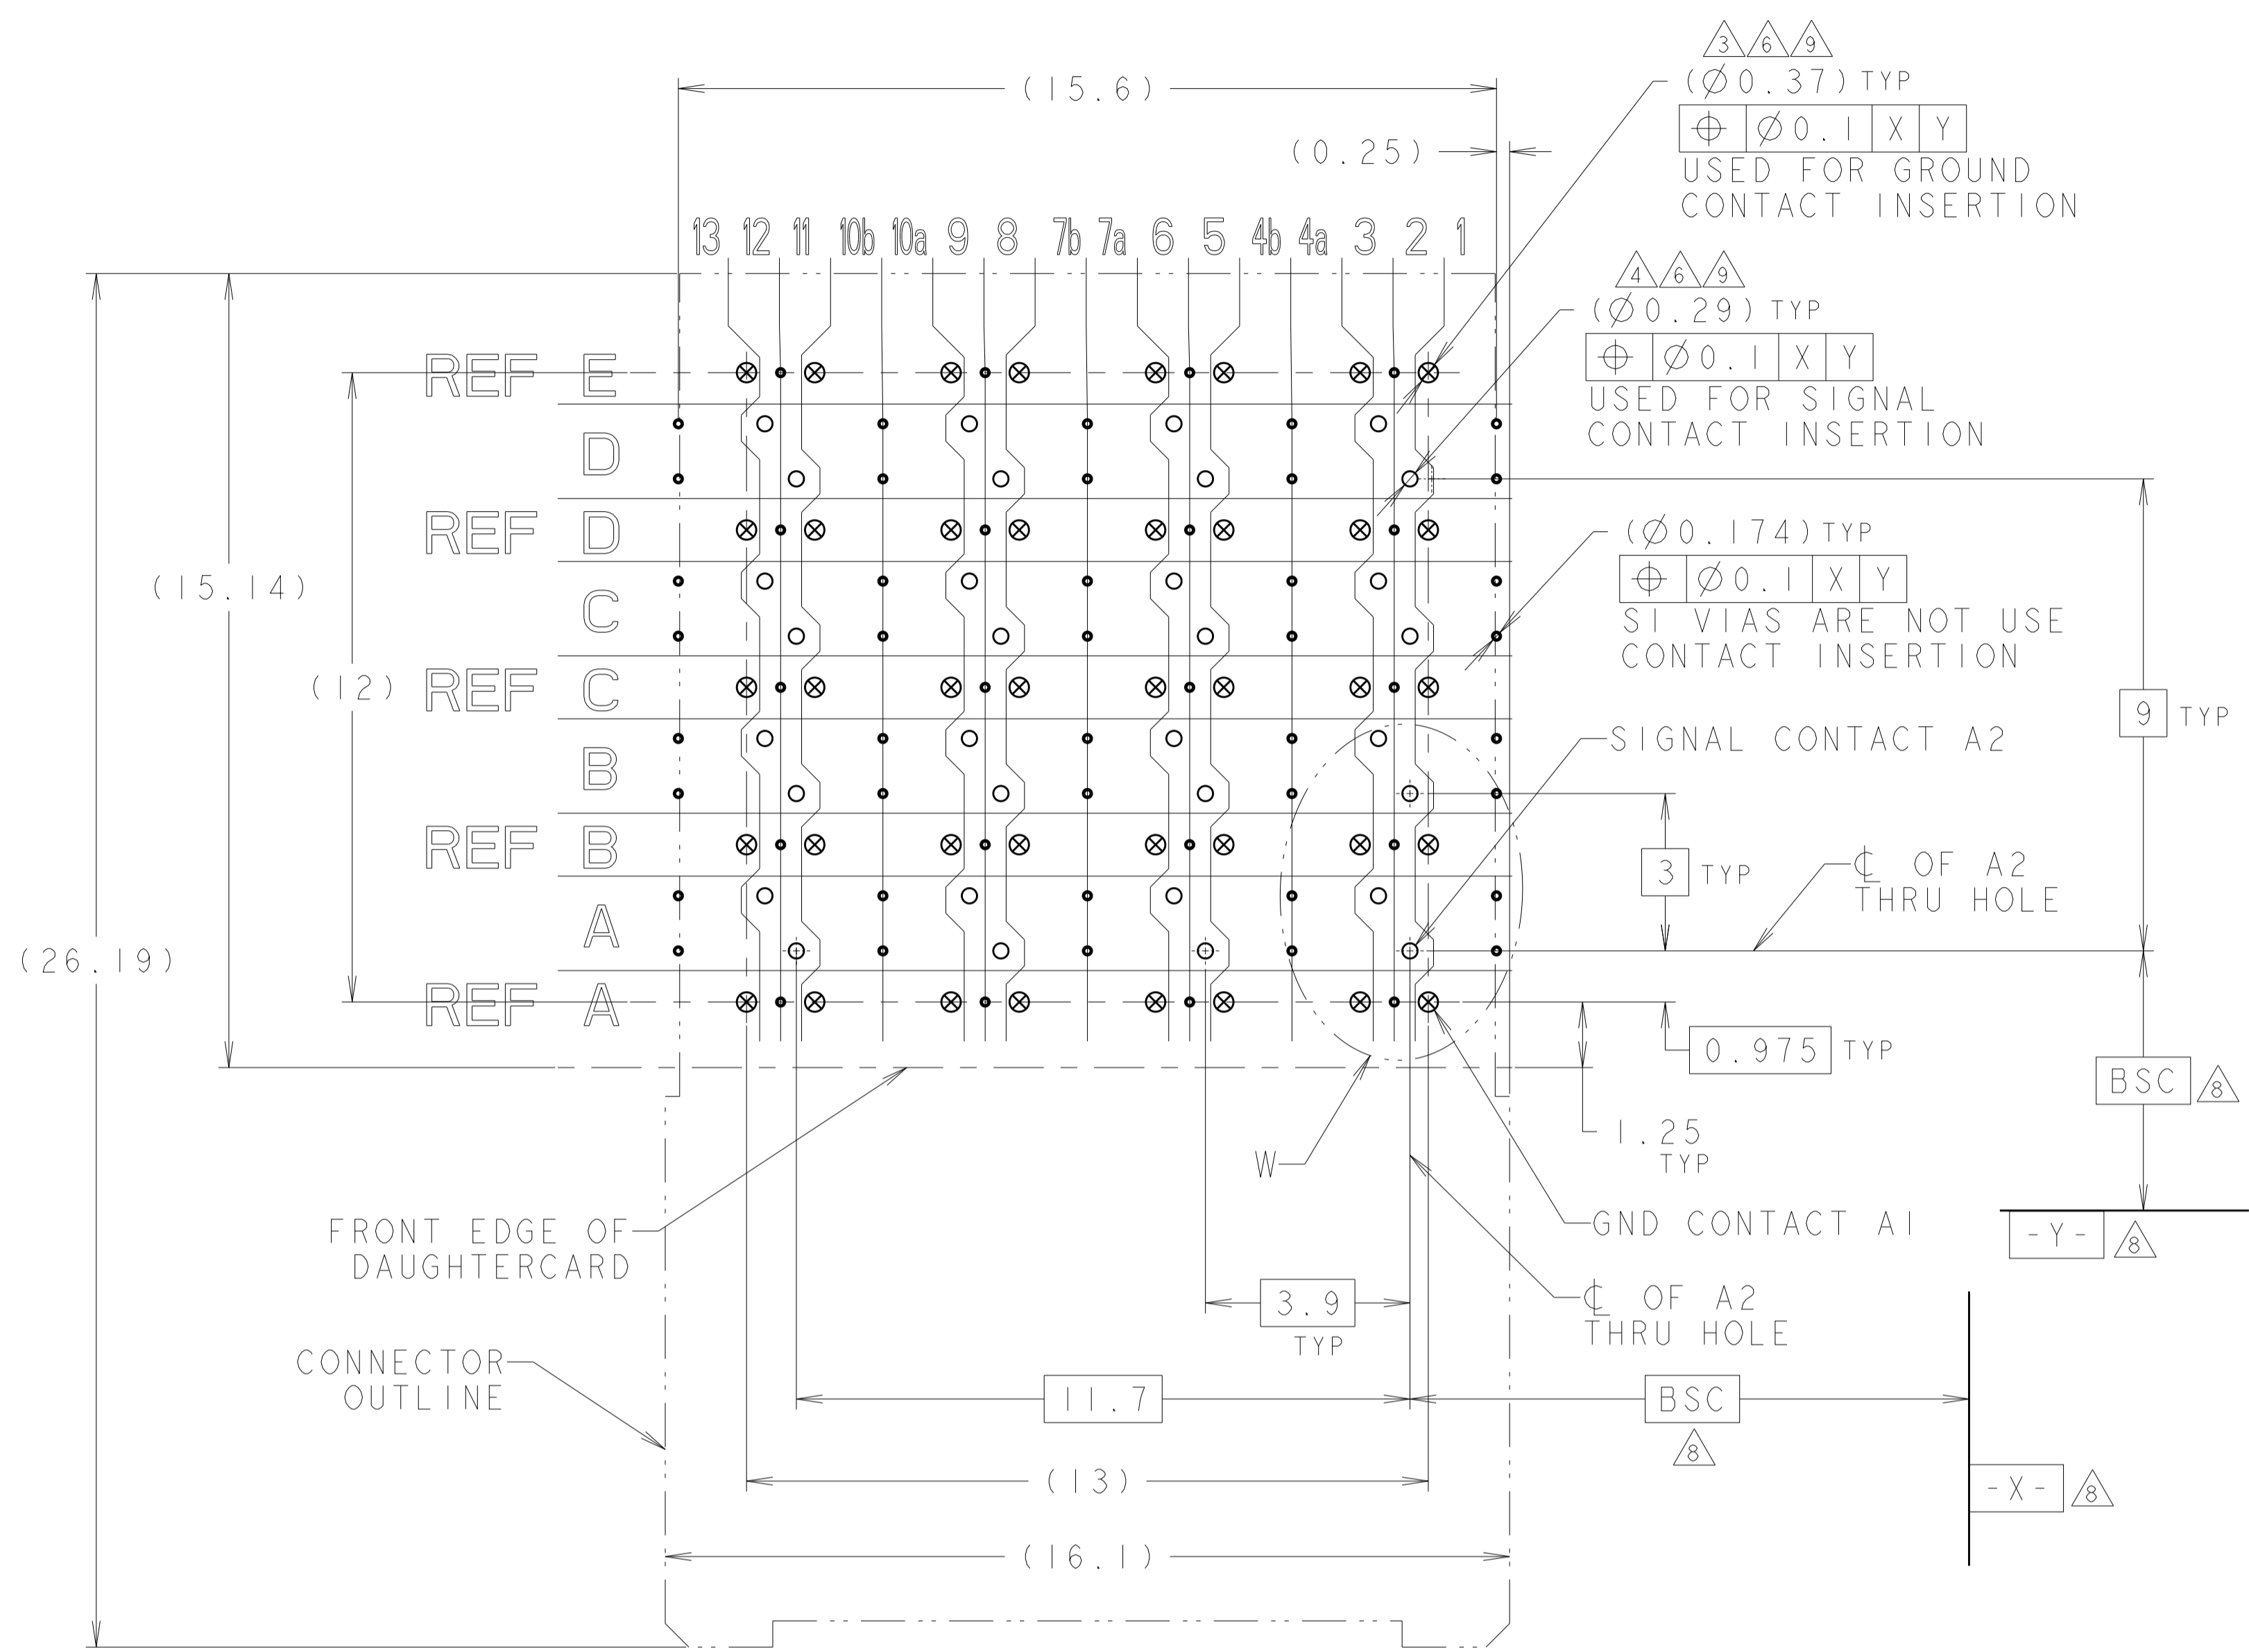 3 6 9
(Ø0.37) TYP
⌖ Ø0.1 X Y
USED FOR GROUND
CONTACT INSERTION
(15.6)
(0.25)
13 12 11 10b 10a 9 8 7b 7a 6 5 4b 4a 3 2 1
4 6 9
(Ø0.29) TYP
⌖ Ø0.1 X Y
USED FOR SIGNAL
CONTACT INSERTION
REF E
D
REF D
C
REF C
B
REF B
A
REF A
(15.14)
(12)
(26.19)
(Ø0.174) TYP
⌖ Ø0.1 X Y
SI VIAS ARE NOT USE
CONTACT INSERTION
9 TYP
SIGNAL CONTACT A2
3 TYP
℄ OF A2
THRU HOLE
0.975 TYP
BSC 8
1.25
TYP
W
FRONT EDGE OF
DAUGHTERCARD
GND CONTACT A1
-Y- 8
3.9
TYP
℄ OF A2
THRU HOLE
CONNECTOR
OUTLINE
11.7
BSC
8
(13)
-X- 8
(16.1)